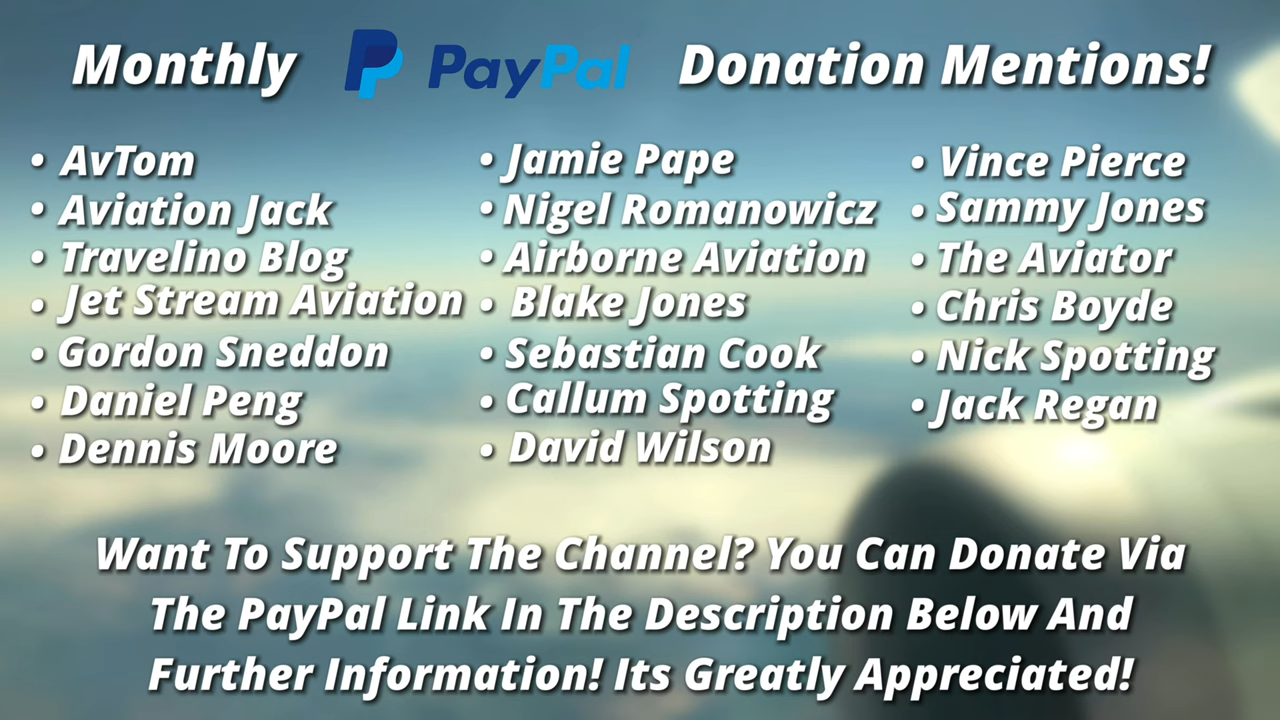 Monthly PayPal Donation Mentions!
• AvTom
• Aviation Jack
• Travelino Blog
• Jet Stream Aviation
• Gordon Sneddon
• Daniel Peng
• Dennis Moore
• Jamie Pape
• Nigel Romanowicz
• Airborne Aviation
• Blake Jones
• Sebastian Cook
• Callum Spotting
• David Wilson
• Vince Pierce
• Sammy Jones
• The Aviator
• Chris Boyde
• Nick Spotting
• Jack Regan
Want To Support The Channel? You Can Donate Via
The PayPal Link In The Description Below And
Further Information! Its Greatly Appreciated!